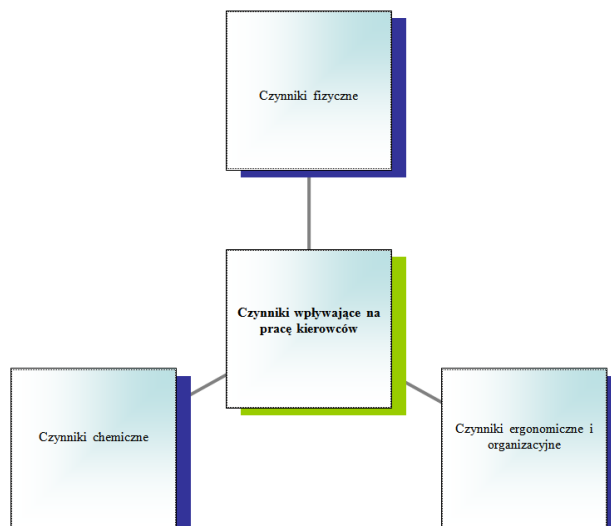 Czynniki fizyczne
Czynniki wpływające na
pracę kierowców
Czynniki chemiczne
Czynniki ergonomiczne i
organizacyjne